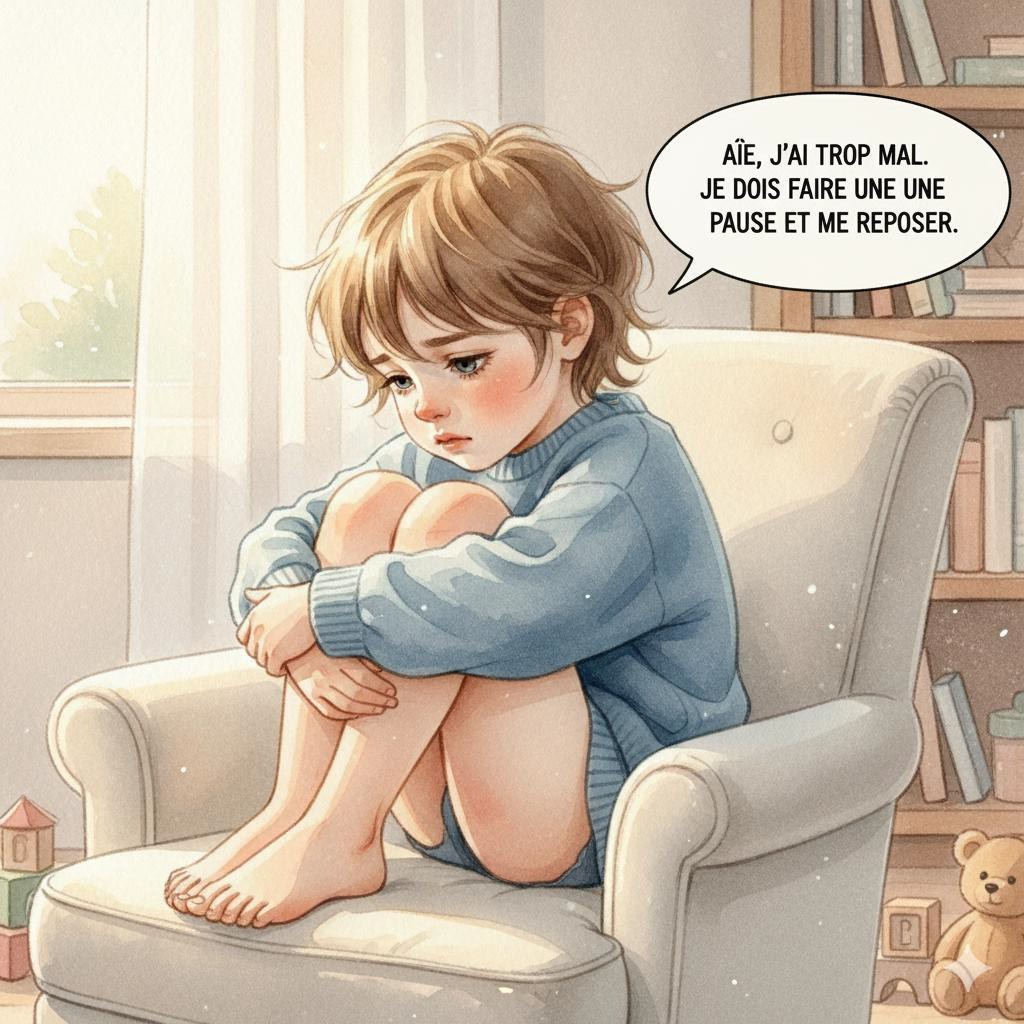 AÏE, J'AI TROP MAL.
JE DOIS FAIRE UNE UNE
PAUSE ET ME REPOSER.